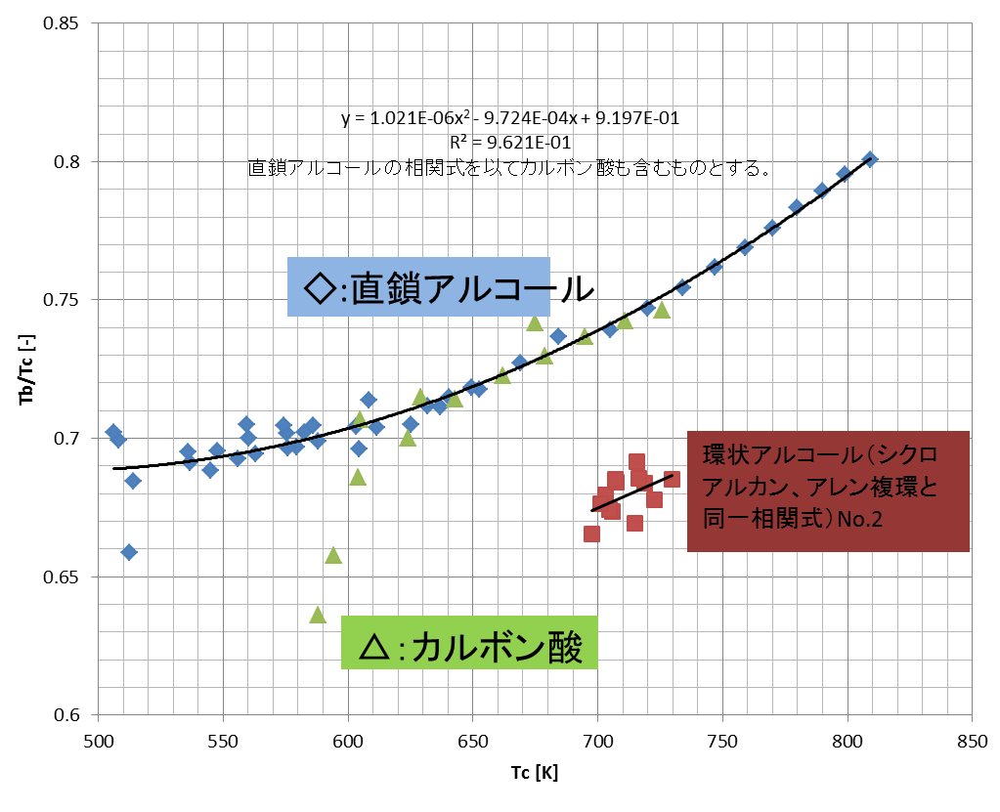 0.85
y = 1.021E-06x² - 9.724E-04x + 9.197E-01
R² = 9.621E-01
直鎖アルコールの相関式を以てカルボン酸も含むものとする。
0.8
◇:直鎖アルコール
0.75
Tb/Tc [-]
0.7
環状アルコール(シクロ
アルカン、アレン複環と
同一相関式)No.2
0.65
△:カルボン酸
0.6
500 550 600 650 700 750 800 850
Tc [K]